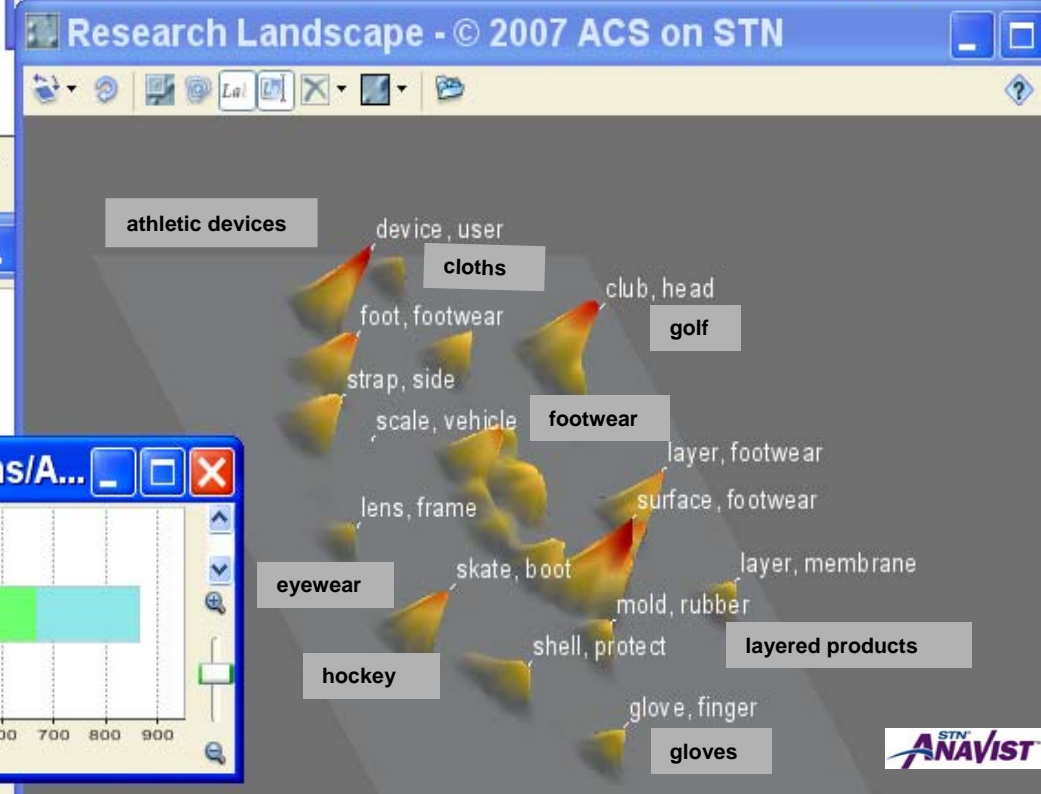 Research Landscape - © 2007 ACS on STN
Lab
athletic devices
device, user
cloths
club, head
golf
foot, footwear
strap, side
scale, vehicle
footwear
layer, footwear
surface, footwear
lens, frame
eyewear
skate, boot
layer, membrane
mold, rubber
layered products
shell, protect
hockey
glove, finger
gloves
ns/A...
700 800 900
STN
ANAVIST